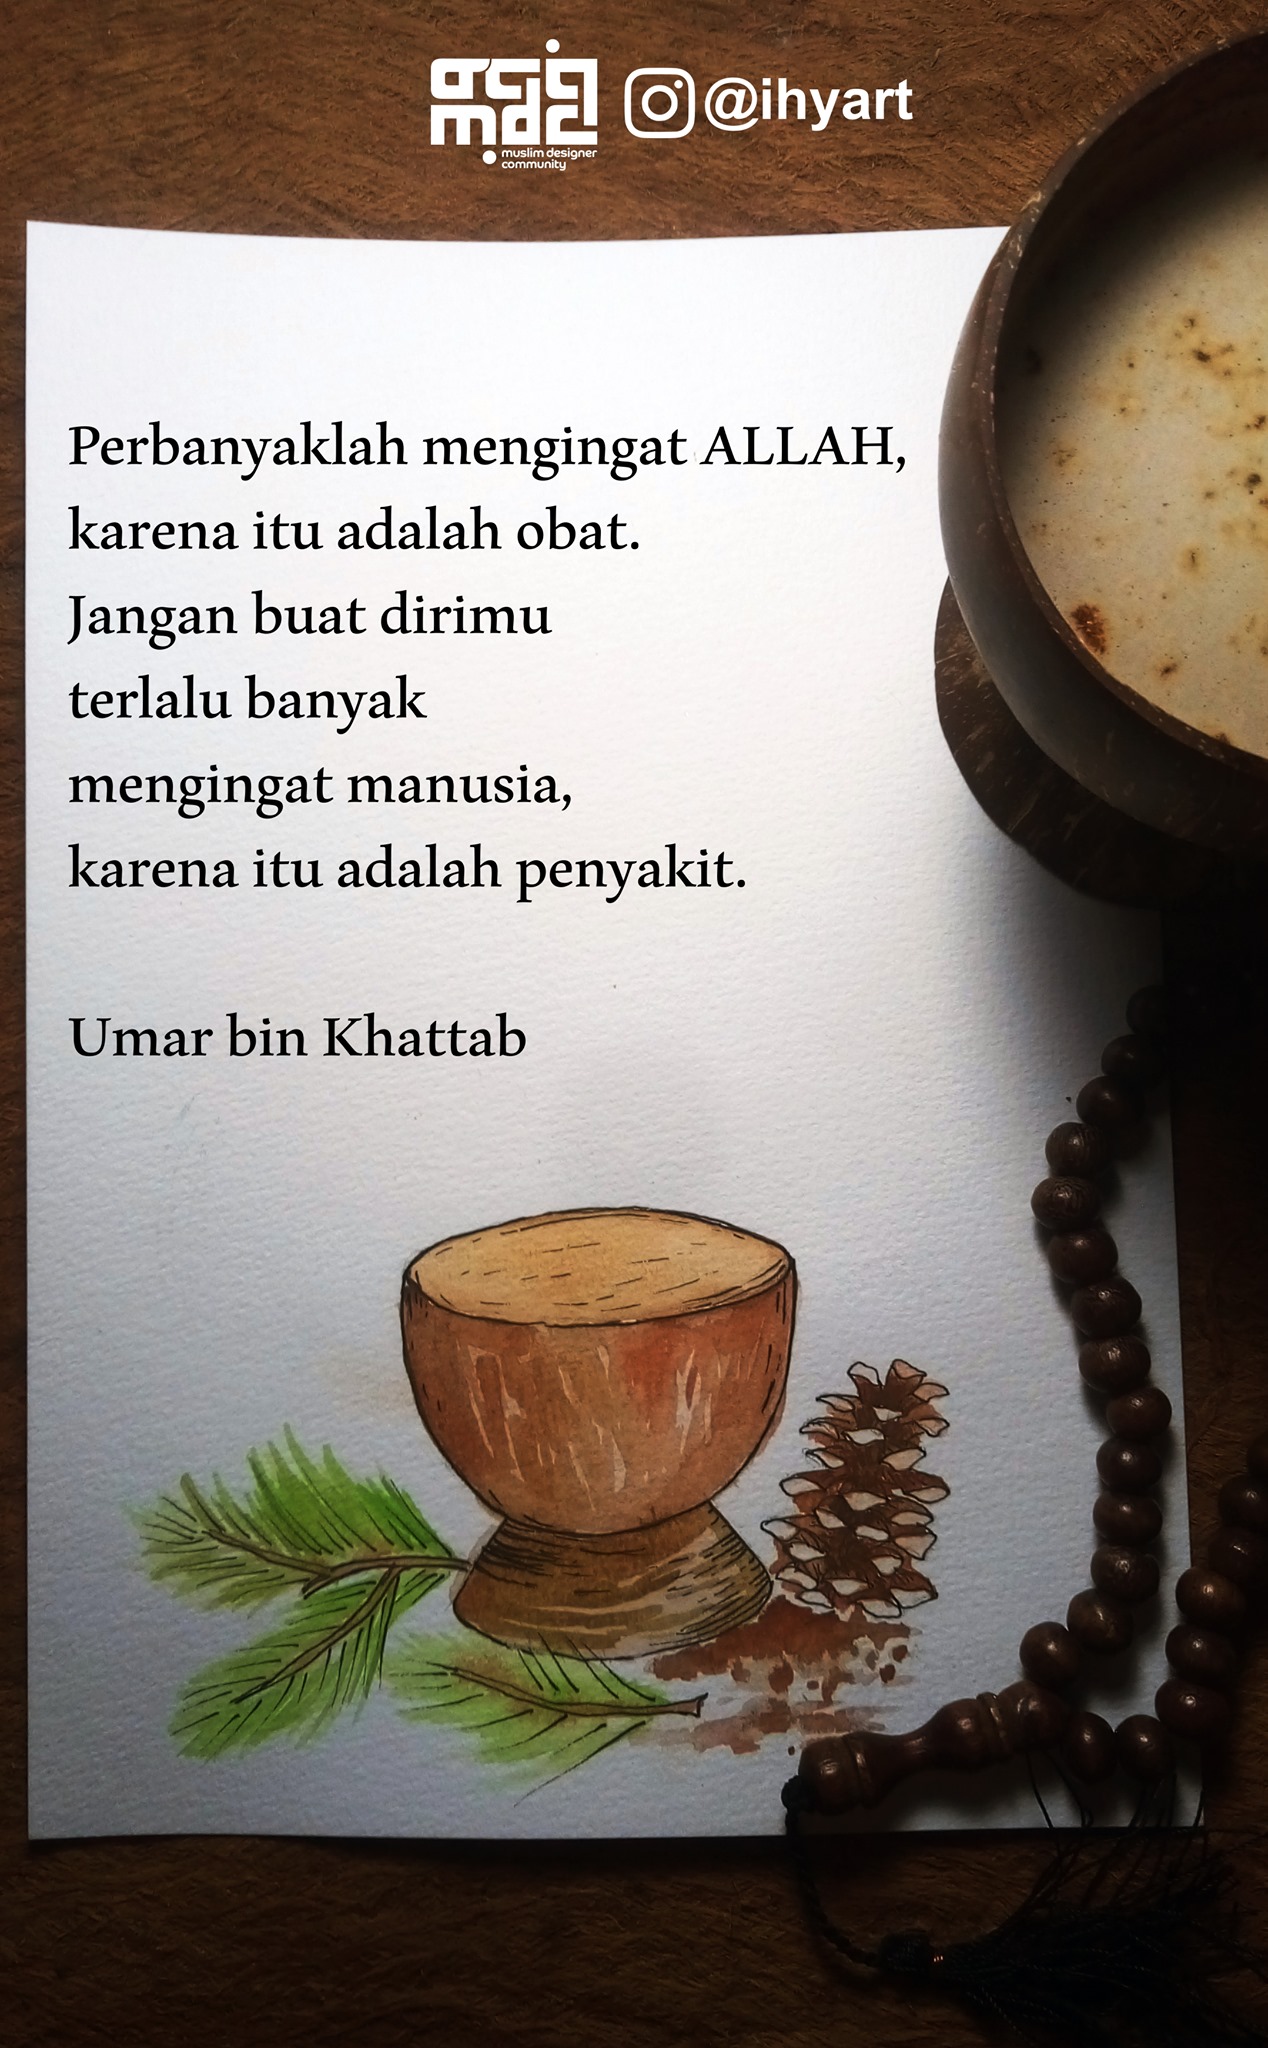 muslim designer
community
@ihyart
Perbanyaklah mengingat ALLAH,
karena itu adalah obat.
Jangan buat dirimu
terlalu banyak
mengingat manusia,
karena itu adalah penyakit.
Umar bin Khattab